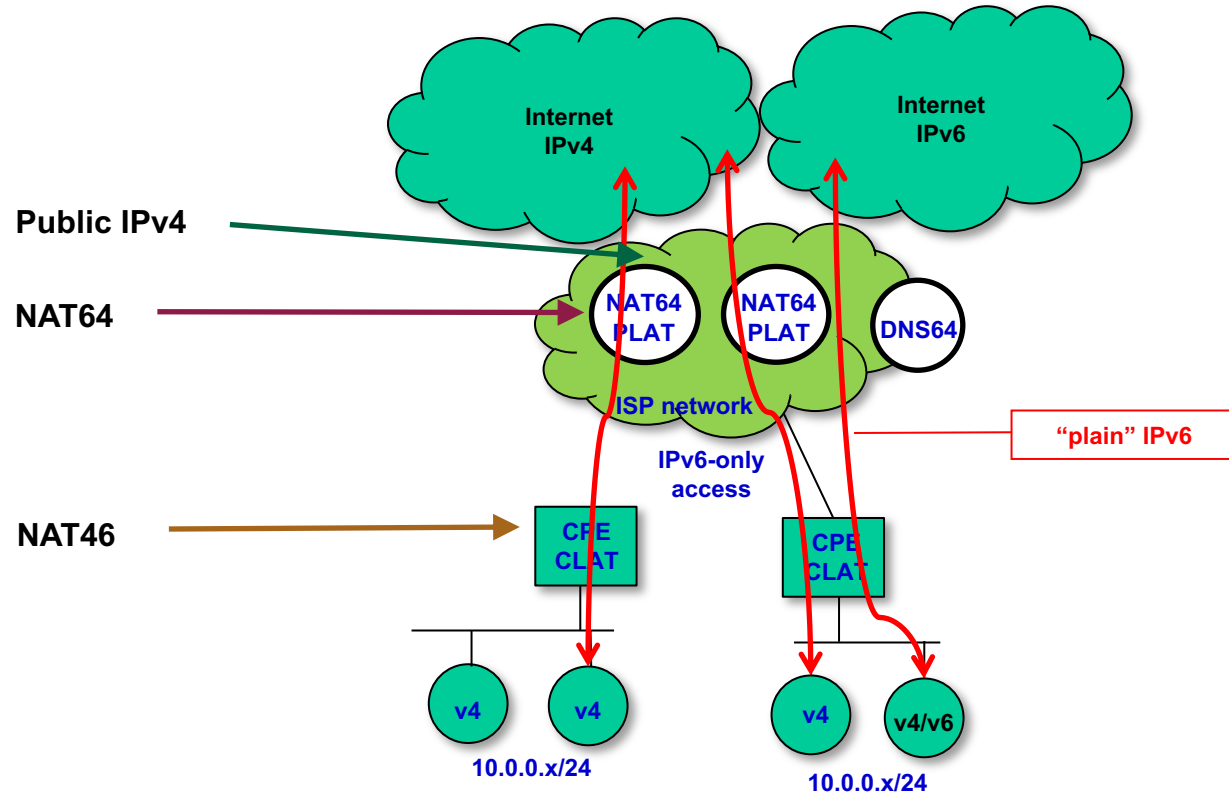 Internet
IPv4
Internet
IPv6
Public IPv4
NAT64
NAT64
PLAT
NAT64
PLAT
DNS64
ISP network
“plain” IPv6
IPv6-only
access
NAT46
CPE
CLAT
CPE
CLAT
v4
v4
v4
v4/v6
10.0.0.x/24
10.0.0.x/24